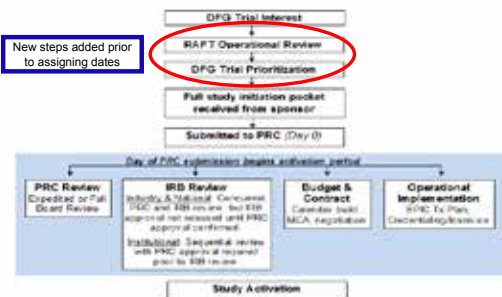 DFG Trial Interest
New steps added prior
to assigning dates
RAFT Operational Review
DFG Trial Prioritization
Full study initiation packet
received from sponsor
Submitted to PRC (Day 0)
Day of PRC submission begins activation period
PRC Review
Expedited or Full
Board Review
IRB Review
Industry & National: Concurrent
PRC and IRB review, but IRB
approval not released until PRC
approval confirmed.
Institutional: Sequential review
with PRC approval required
prior to IRB review
Budget &
Contract
Calendar build
MCA, negotiation
Operational
Implementation
EPIC Tx Plan,
Study Activation